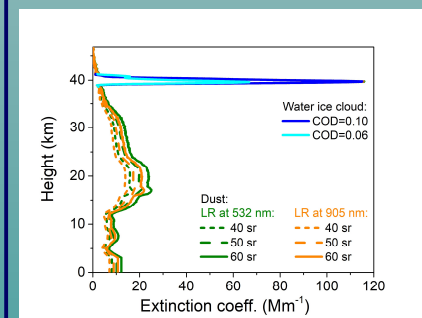 40
30
20
10
0
Height (km)
Water ice cloud:
COD=0.10
COD=0.06
Dust:
LR at 532 nm: LR at 905 nm:
40 sr 40 sr
50 sr 50 sr
60 sr 60 sr
0 20 40 60 80 100 120
Extinction coeff. (Mm⁻¹)